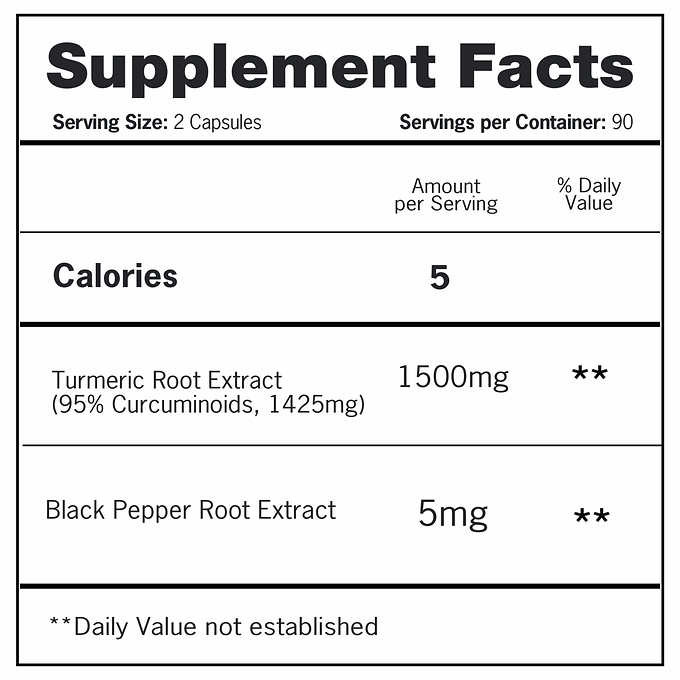 Supplement Facts
Serving Size: 2 Capsules Servings per Container: 90
Amount % Daily
per Serving Value
Calories 5
Turmeric Root Extract 1500mg **
(95% Curcuminoids, 1425mg)
Black Pepper Root Extract 5mg **
**Daily Value not established